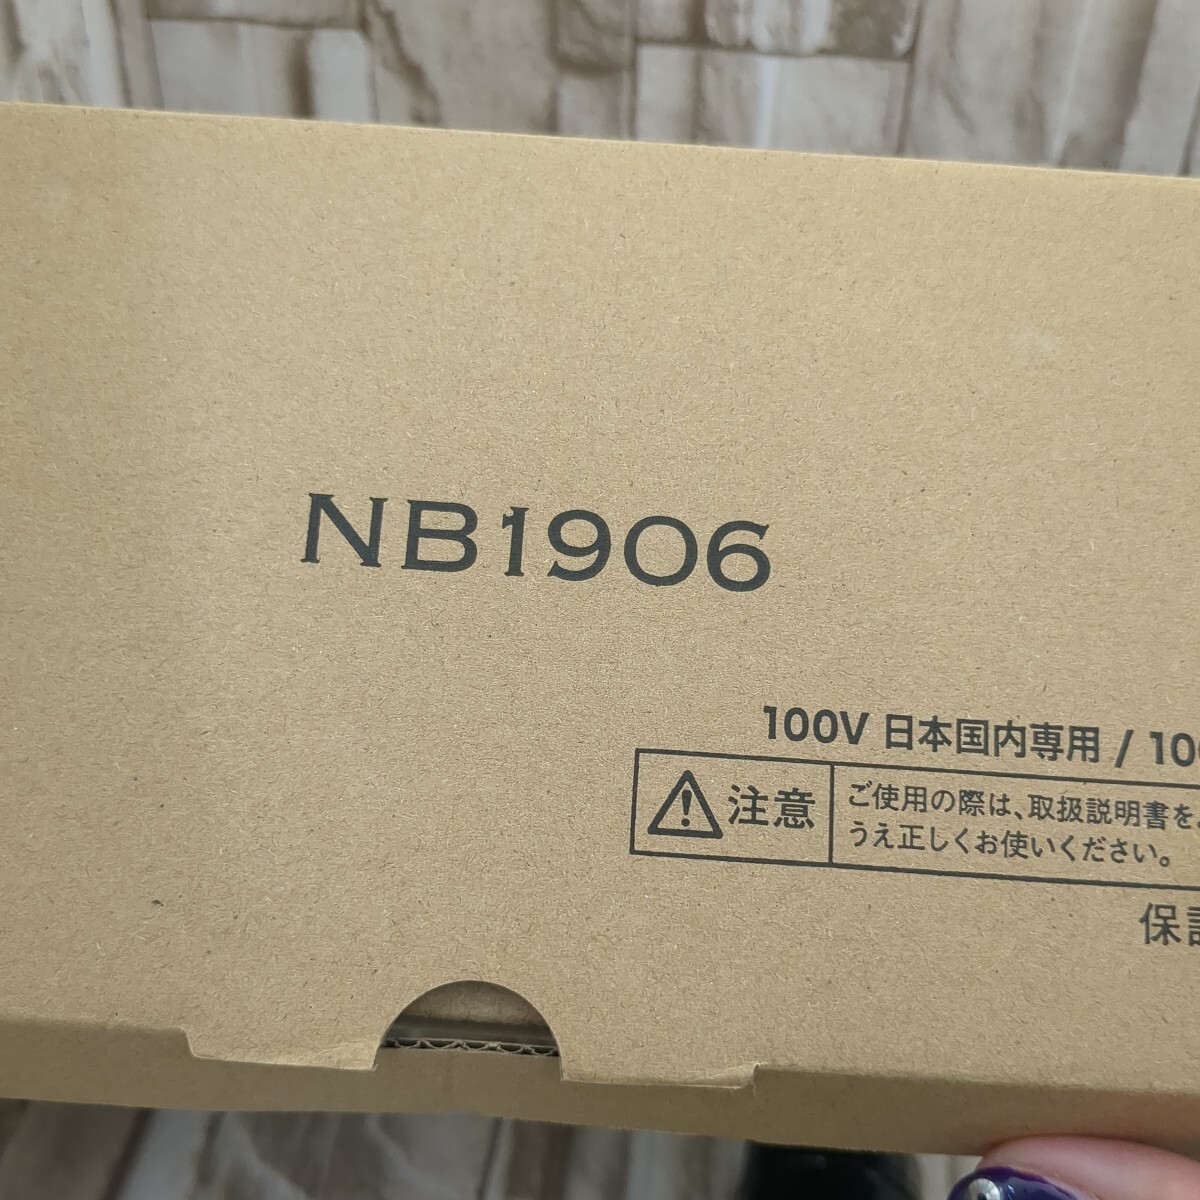 NB1906
100V 日本国内専用 / 10
注意
ご使用の際は、取扱説明書を
うえ正しくお使いください。
保